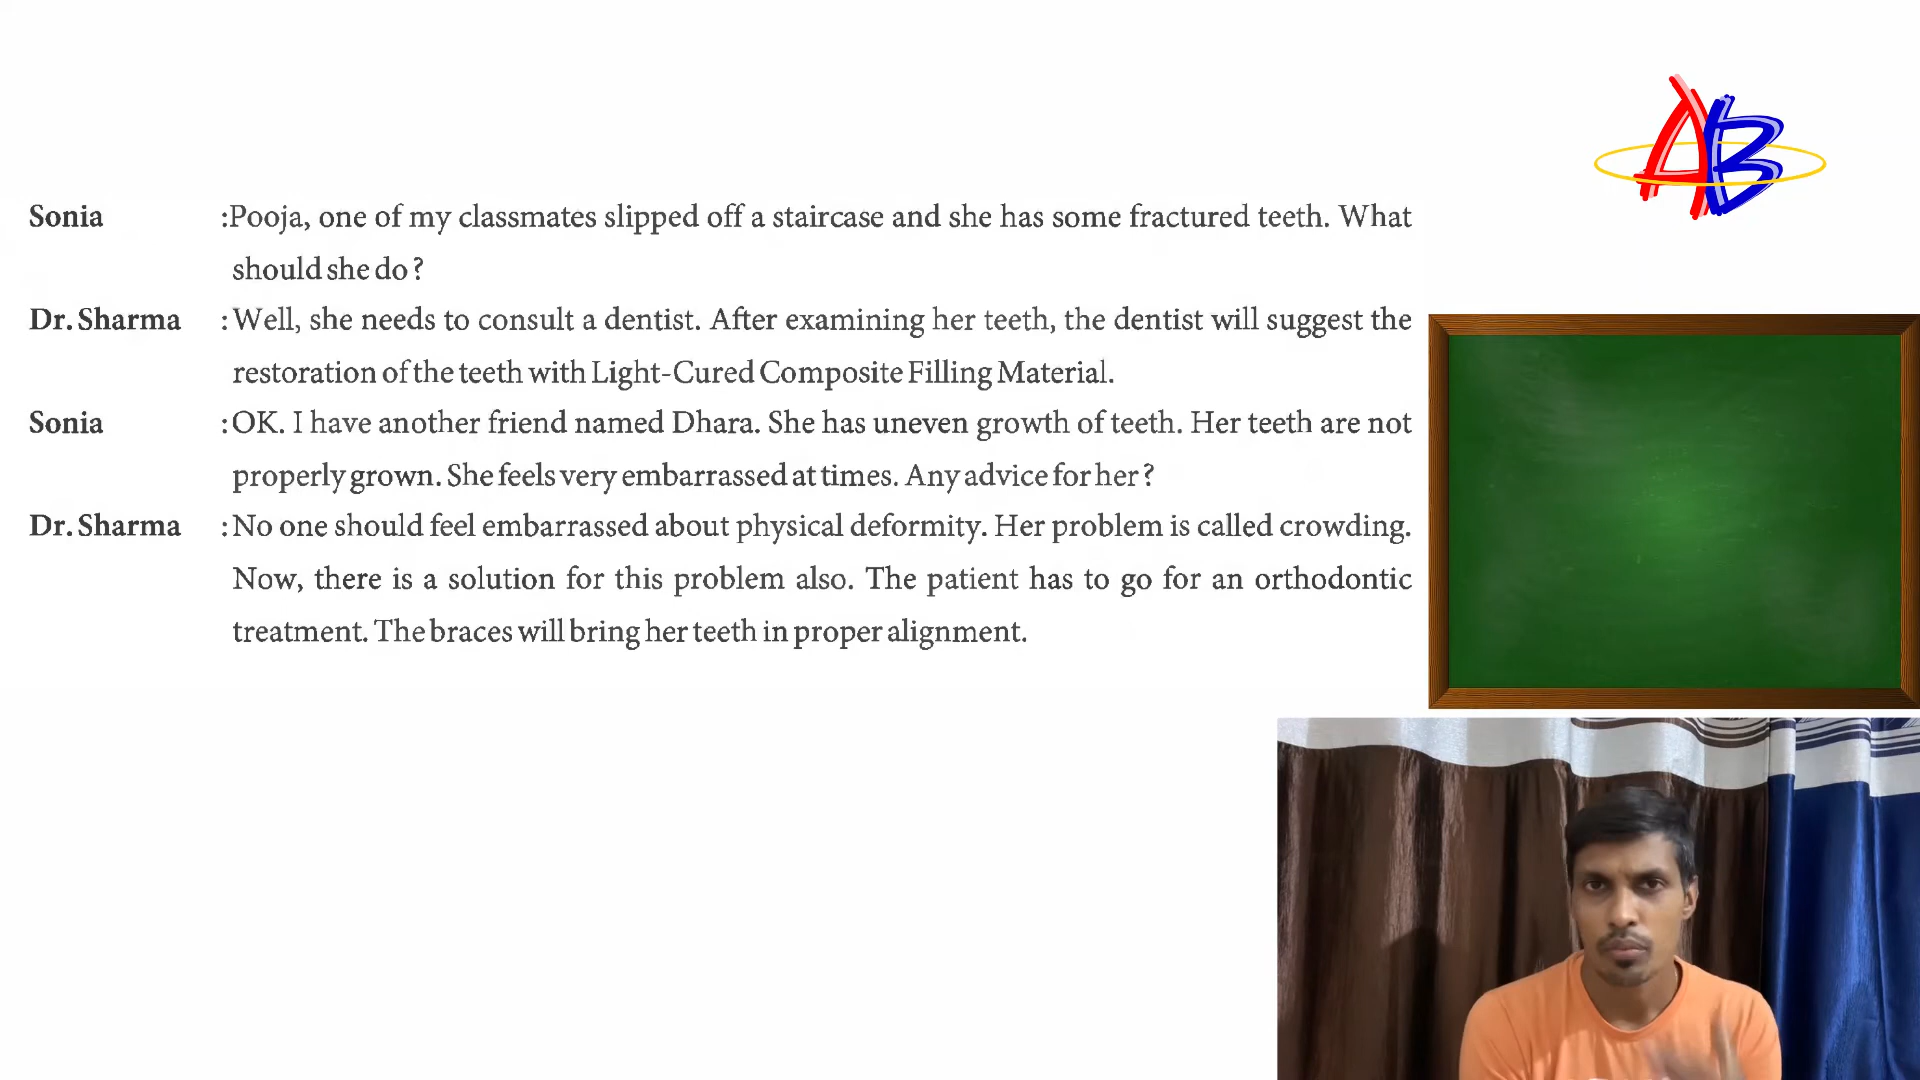 AB
Sonia :Pooja, one of my classmates slipped off a staircase and she has some fractured teeth. What
should she do ?
Dr. Sharma :Well, she needs to consult a dentist. After examining her teeth, the dentist will suggest the
restoration of the teeth with Light-Cured Composite Filling Material.
Sonia :OK. I have another friend named Dhara. She has uneven growth of teeth. Her teeth are not
properly grown. She feels very embarrassed at times. Any advice for her ?
Dr. Sharma :No one should feel embarrassed about physical deformity. Her problem is called crowding.
Now, there is a solution for this problem also. The patient has to go for an orthodontic
treatment. The braces will bring her teeth in proper alignment.